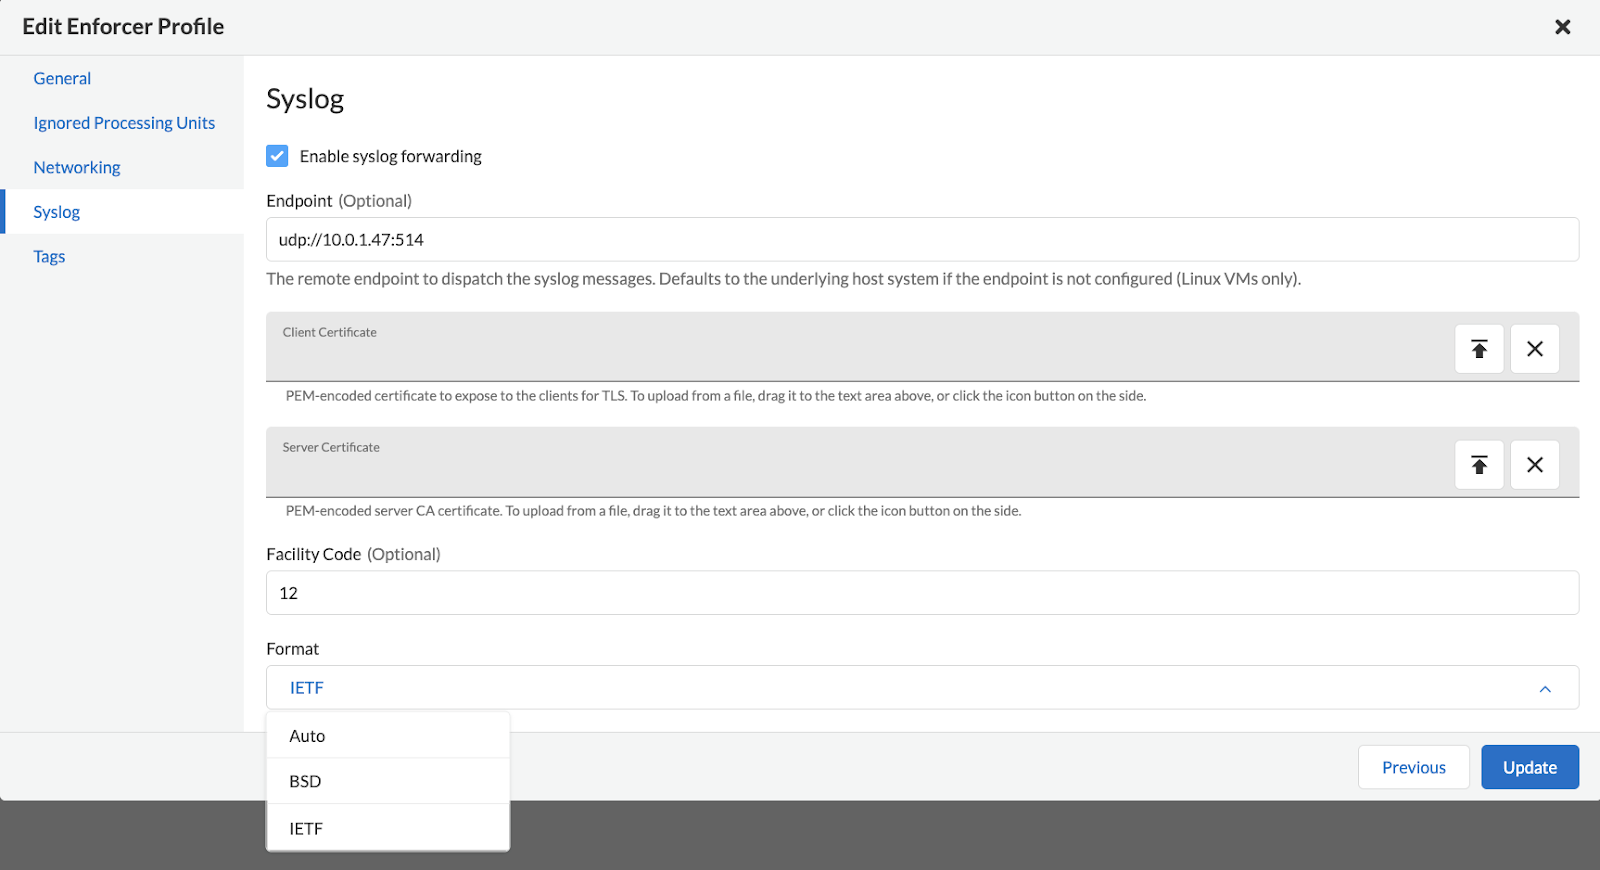 Edit Enforcer Profile
General
Ignored Processing Units
Networking
Syslog
Tags
Syslog
Enable syslog forwarding
Endpoint (Optional)
udp://10.0.1.47:514
The remote endpoint to dispatch the syslog messages. Defaults to the underlying host system if the endpoint is not configured (Linux VMs only).
Client Certificate
PEM-encoded certificate to expose to the clients for TLS. To upload from a file, drag it to the text area above, or click the icon button on the side.
Server Certificate
PEM-encoded server CA certificate. To upload from a file, drag it to the text area above, or click the icon button on the side.
Facility Code (Optional)
12
Format
IETF
Auto
BSD
IETF
Previous
Update